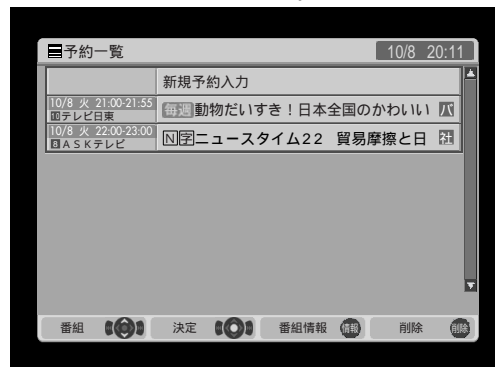 予約一覧 10/8 20:11
新規予約入力
10/8 火 21:00-21:55
テレビ日東
毎週 動物だいすき！日本全国のかわいい バ
10/8 火 22:00-23:00
8 ASKテレビ
N 字 ニュースタイム22 貿易摩擦と日 社
番組 決定 番組情報 情報 削除 削除